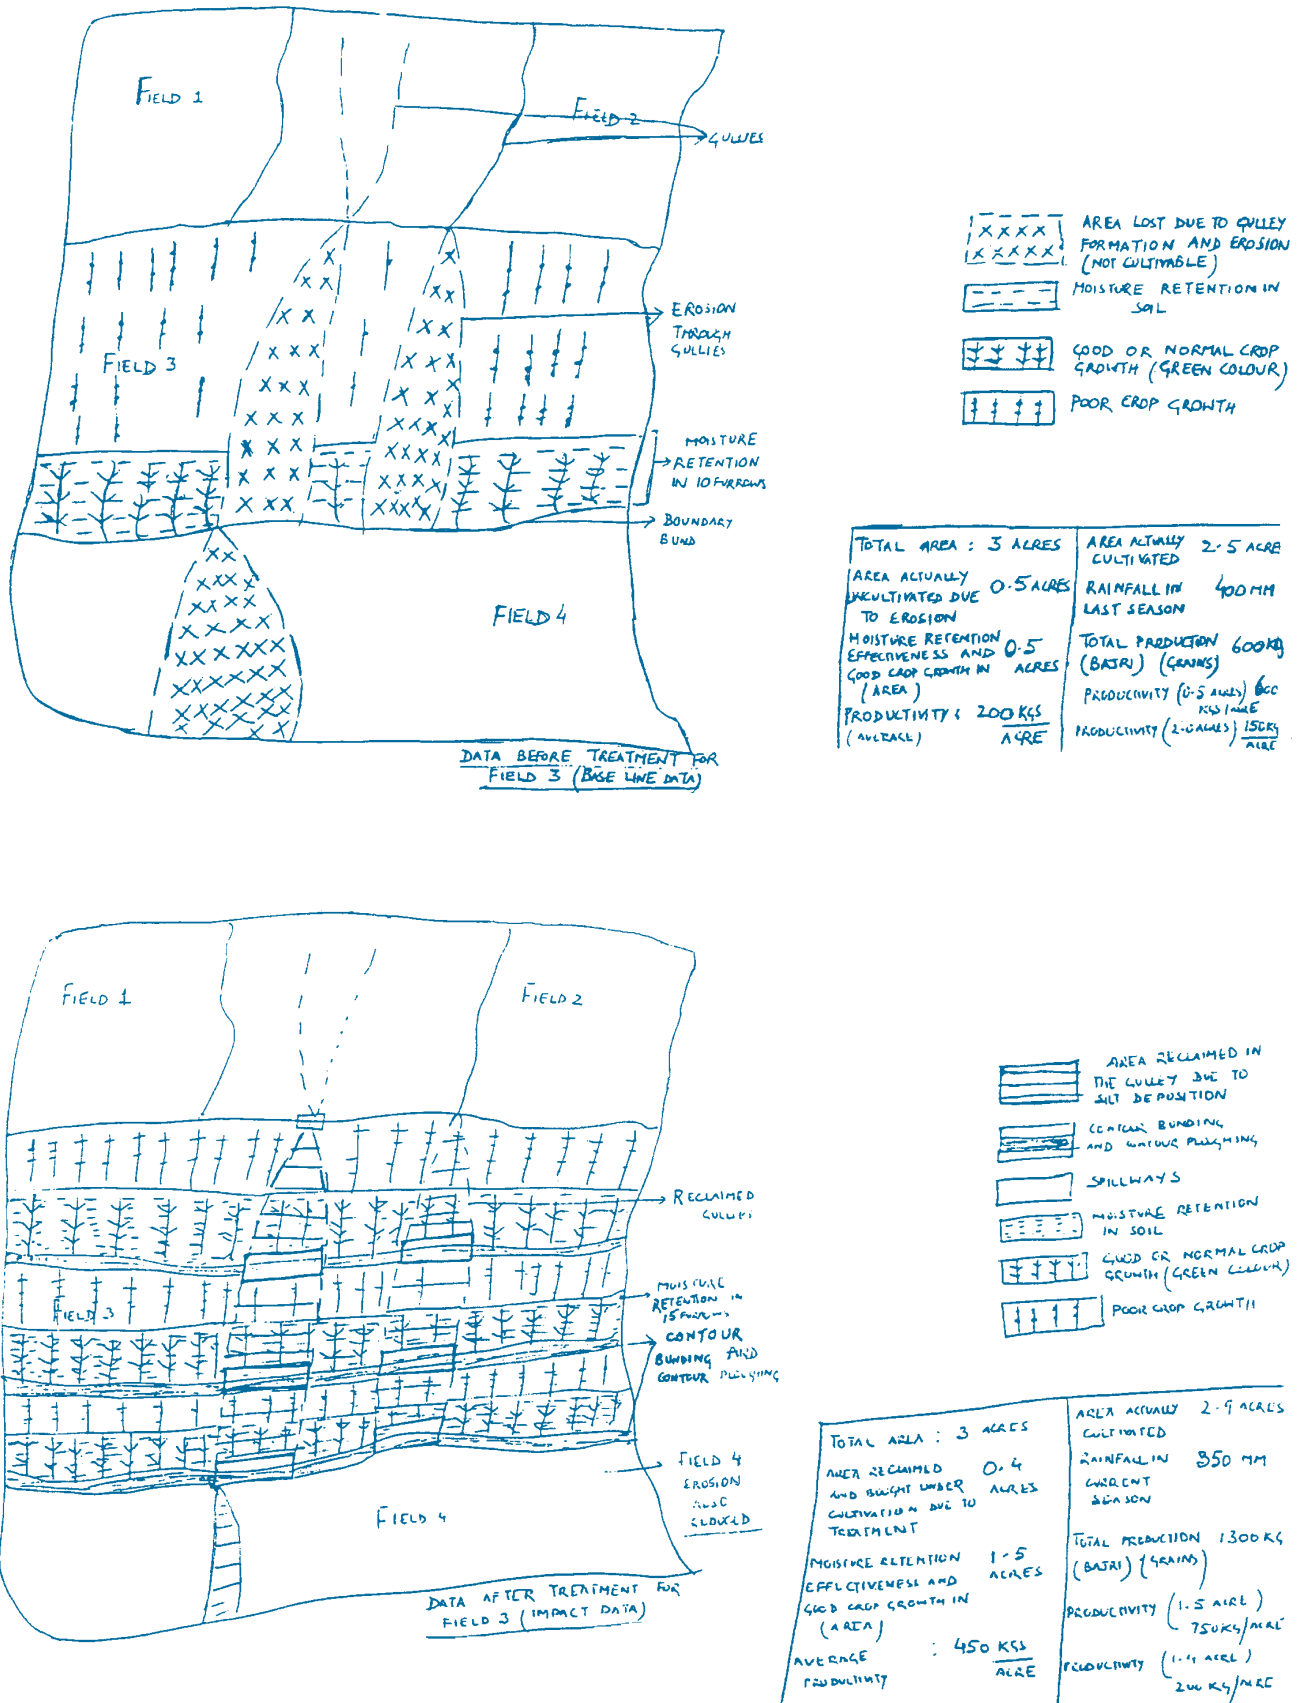 FIELD 1
FIELD 2
GULLIES
FIELD 3
EROSION
THROUGH
GULLIES
MOISTURE
RETENTION
IN 10 FURROWS
BOUNDARY
BUND
FIELD 4
DATA BEFORE TREATMENT FOR
FIELD 3 (BASE LINE DATA)
AREA LOST DUE TO GULLEY
FORMATION AND EROSION
(NOT CULTIVABLE)
MOISTURE RETENTION IN
SOIL
GOOD OR NORMAL CROP
GROWTH (GREEN COLOUR)
POOR CROP GROWTH
TOTAL AREA : 3 ACRES
AREA ACTUALLY
UNCULTIVATED DUE 0.5 ACRES
TO EROSION
MOISTURE RETENTION
EFFECTIVENESS AND 0.5
GOOD CROP GROWTH IN ACRES
(AREA)
PRODUCTIVITY : 200 KGS
(AVERAGE) ACRE
AREA ACTUALLY 2.5 ACRE
CULTIVATED
RAINFALL IN 400 MM
LAST SEASON
TOTAL PRODUCTION 600 KG
(BAJRI) (GRAINS)
PRODUCTIVITY (0.5 ACRES) 600
KGS/ACRE
PRODUCTIVITY (2.0 ACRES) 150 KG
ACRE
FIELD 1
FIELD 2
RECLAIMED
GULLIES
FIELD 3
MOISTURE
RETENTION IN
15 FURROWS
CONTOUR
BUNDING AND
CONTOUR PLOUGHING
FIELD 4
EROSION
ALSO
REDUCED
FIELD 4
DATA AFTER TREATMENT FOR
FIELD 3 (IMPACT DATA)
AREA RECLAIMED IN
THE GULLEY DUE TO
SILT DEPOSITION
CONTOUR BUNDING
AND CONTOUR PLOUGHING
SPILLWAYS
MOISTURE RETENTION
IN SOIL
GOOD OR NORMAL CROP
GROWTH (GREEN COLOUR)
POOR CROP GROWTH
TOTAL AREA : 3 ACRES
AREA RECLAIMED 0.4
AND BOUGHT UNDER ACRES
CULTIVATION DUE TO
TREATMENT
MOISTURE RETENTION 1.5
EFFECTIVENESS AND ACRES
GOOD CROP GROWTH IN
(AREA)
AVERAGE : 450 KGS
PRODUCTIVITY ACRE
AREA ACTUALLY 2.9 ACRES
CULTIVATED
RAINFALL IN 350 MM
CURRENT
SEASON
TOTAL PRODUCTION 1300 KG
(BAJRI) (GRAINS)
PRODUCTIVITY (1.5 ACRE)
750 KG/ACRE
PRODUCTIVITY (1.4 ACRE)
200 KG/ACRE